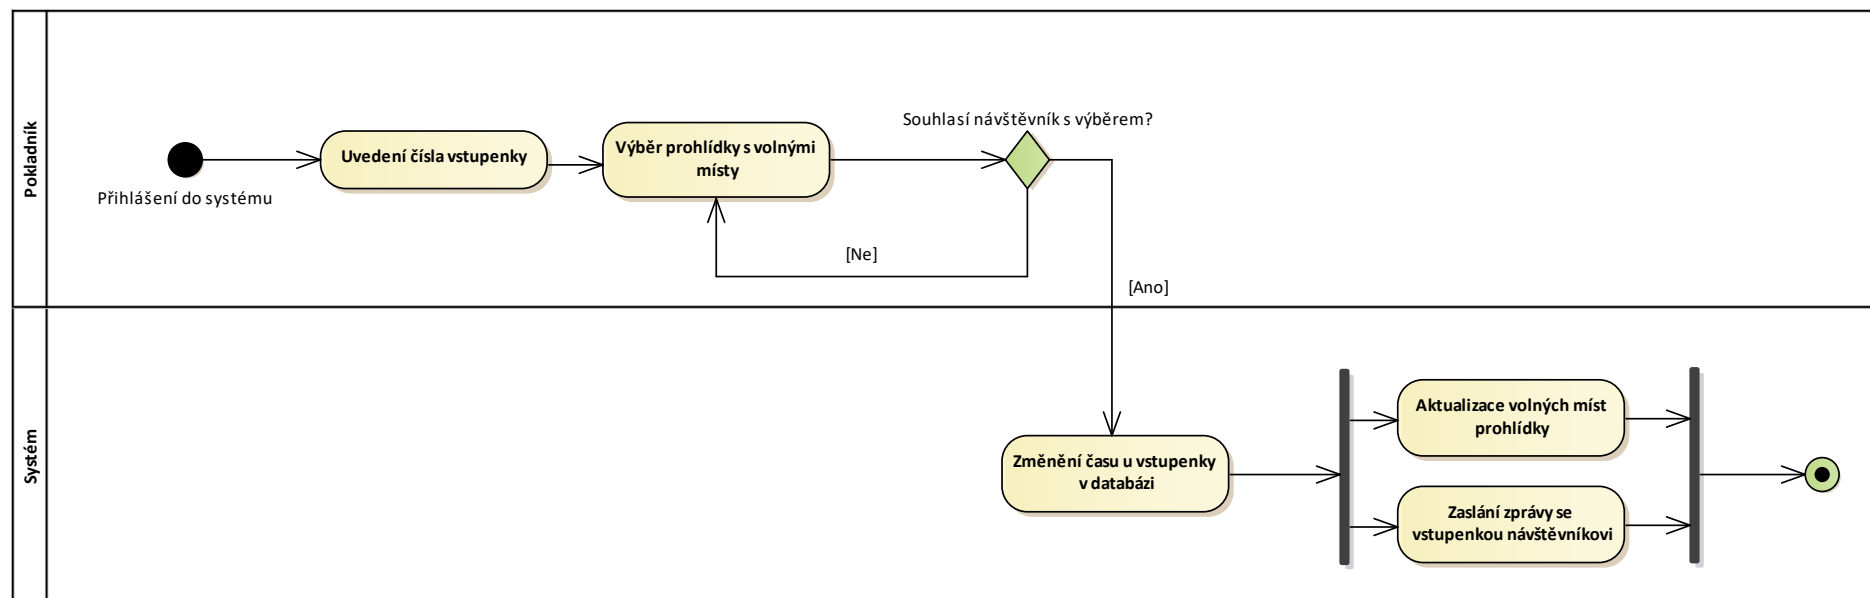 Pokladník
Přihlášení do systému
Uvedení čísla vstupenky
Výběr prohlídky s volnými
místy
Souhlasí návštěvník s výběrem?
[Ne]
[Ano]
Systém
Změnění času u vstupenky
v databázi
Aktualizace volných míst
prohlídky
Zaslání zprávy se
vstupenkou návštěvníkovi